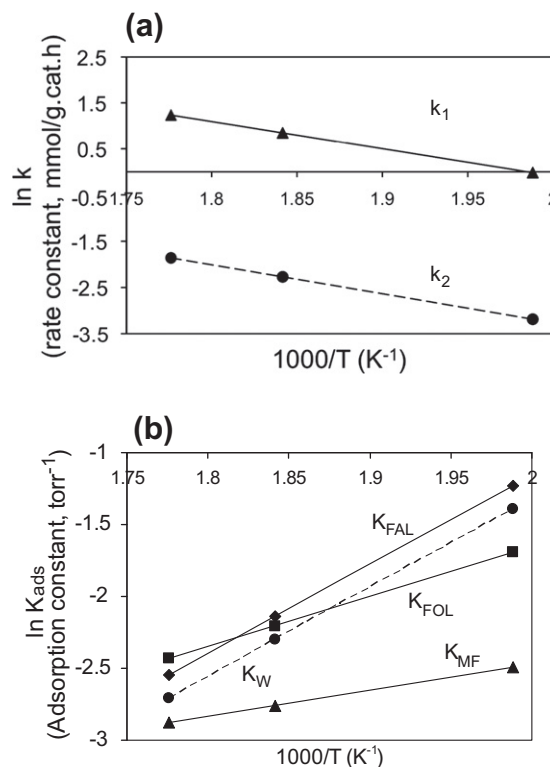 (a)
2.5
1.5
0.5
-0.5
-1.5
-2.5
-3.5
1.75
1.8
1.85
1.9
1.95
2
k1
k2
ln k
(rate constant, mmol/g.cat.h)
1000/T (K-1)
(b)
-1
-1.5
-2
-2.5
-3
1.75
1.8
1.85
1.9
1.95
2
KFAL
KFOL
KW
KMF
ln Kads
(Adsorption constant, torr-1)
1000/T (K-1)